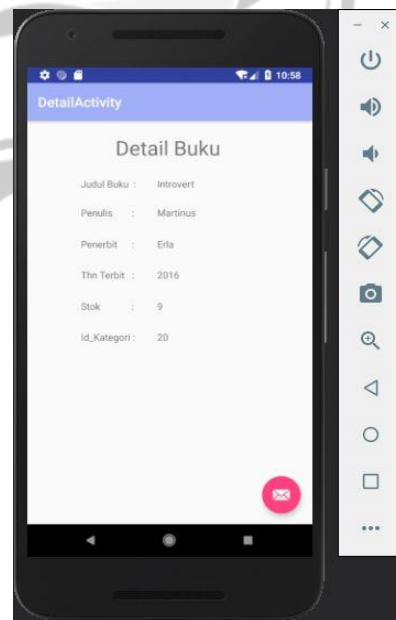 10:58
DetailActivity
Detail Buku
Judul Buku : Introvert
Penulis : Martinus
Penerbit : Erla
Thn Terbit : 2016
Stok : 9
Id_Kategori : 20